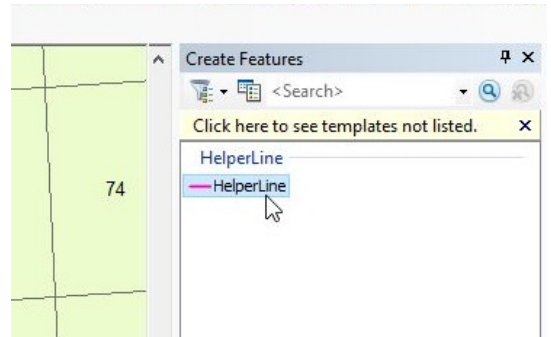 Create Features
<Search>
Click here to see templates not listed.
HelperLine
HelperLine
74